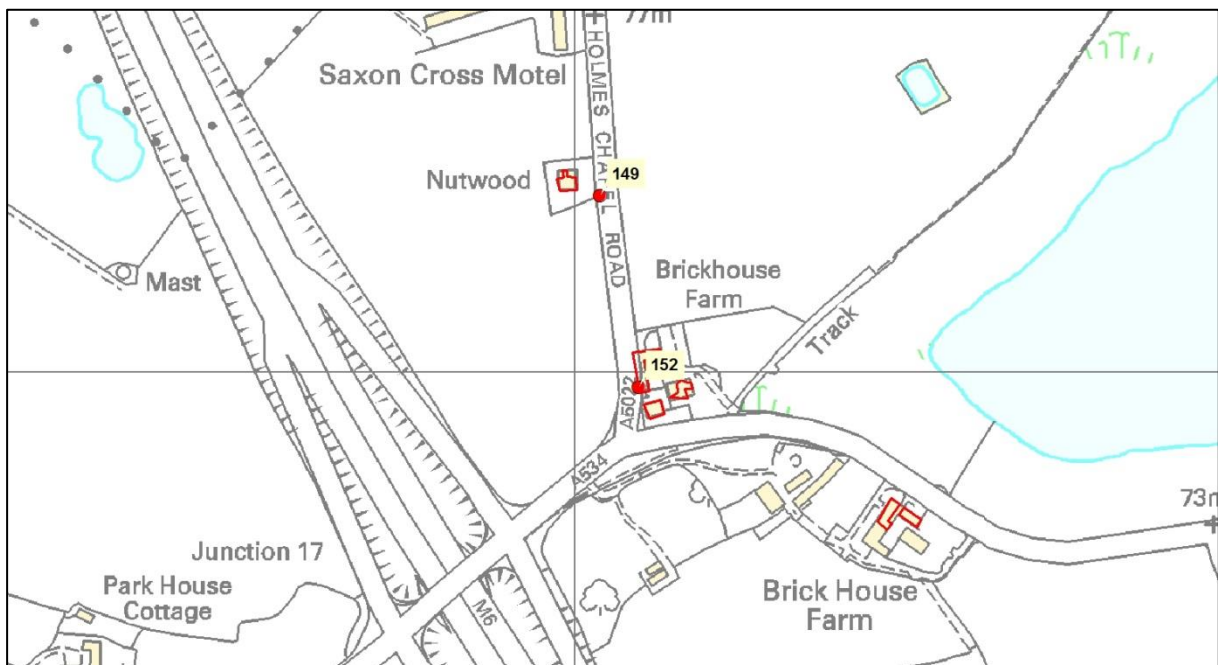 77m
HOLMES CHAPEL ROAD
Saxon Cross Motel
149
Nutwood
Brickhouse
Farm
Mast
Track
152
A5022
A534
73m
Junction 17
Park House
Cottage
M6
Brick House
Farm